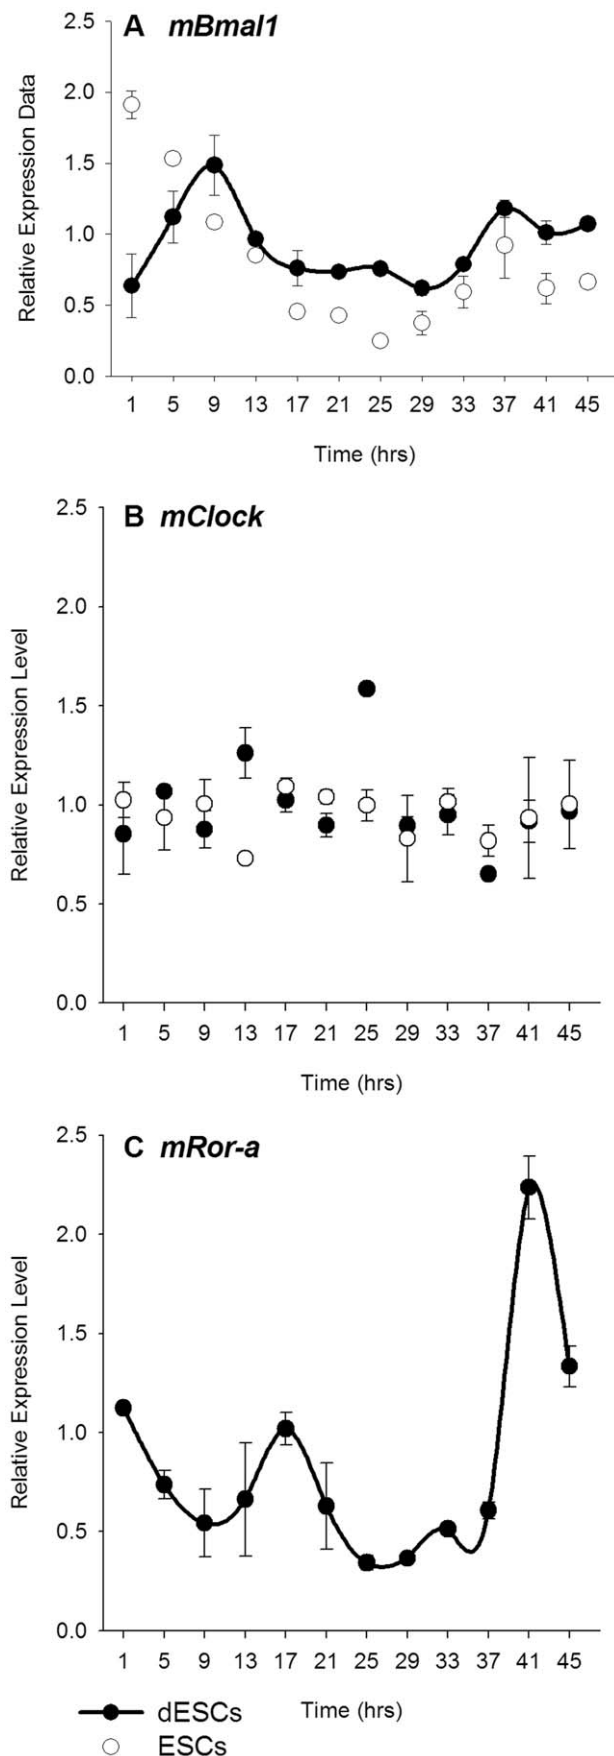 A mBmal1
Relative Expression Data
2.5
2.0
1.5
1.0
0.5
0.0
1 5 9 13 17 21 25 29 33 37 41 45
Time (hrs)
B mClock
Relative Expression Level
2.5
2.0
1.5
1.0
0.5
0.0
1 5 9 13 17 21 25 29 33 37 41 45
Time (hrs)
C mRor-a
Relative Expression Level
2.5
2.0
1.5
1.0
0.5
0.0
1 5 9 13 17 21 25 29 33 37 41 45
Time (hrs)
dESCs
ESCs